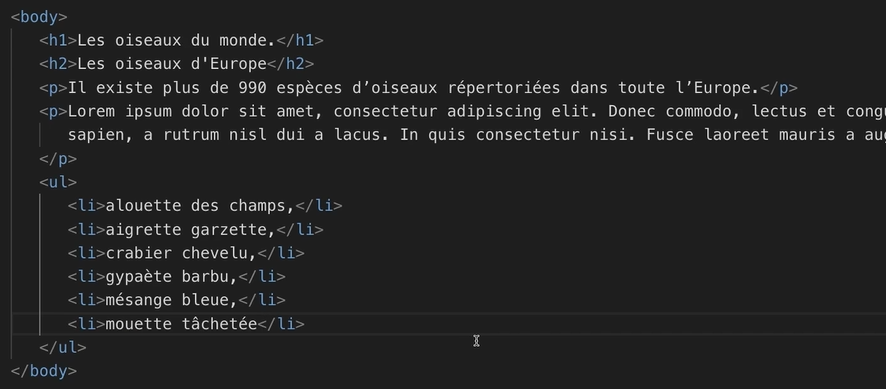 <body>
<h1>Les oiseaux du monde.</h1>
<h2>Les oiseaux d'Europe</h2>
<p>Il existe plus de 990 espèces d’oiseaux répertoriées dans toute l’Europe.</p>
<p>Lorem ipsum dolor sit amet, consectetur adipiscing elit. Donec commodo, lectus et
sapien, a rutrum nisl dui a lacus. In quis consectetur nisi. Fusce laoreet mauris a
</p>
<ul>
<li>alouette des champs,</li>
<li>aigrette garzette,</li>
<li>crabier chevelu,</li>
<li>gypaète barbu,</li>
<li>mésange bleue,</li>
<li>mouette tâchetée</li>
</ul>
</body>